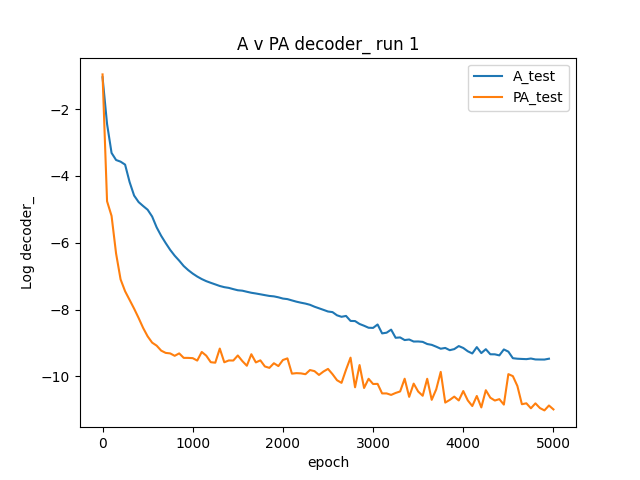 A v PA decoder_ run 1
A_test
PA_test
Log decoder_
−2
−4
−6
−8
−10
0
1000
2000
3000
4000
5000
epoch